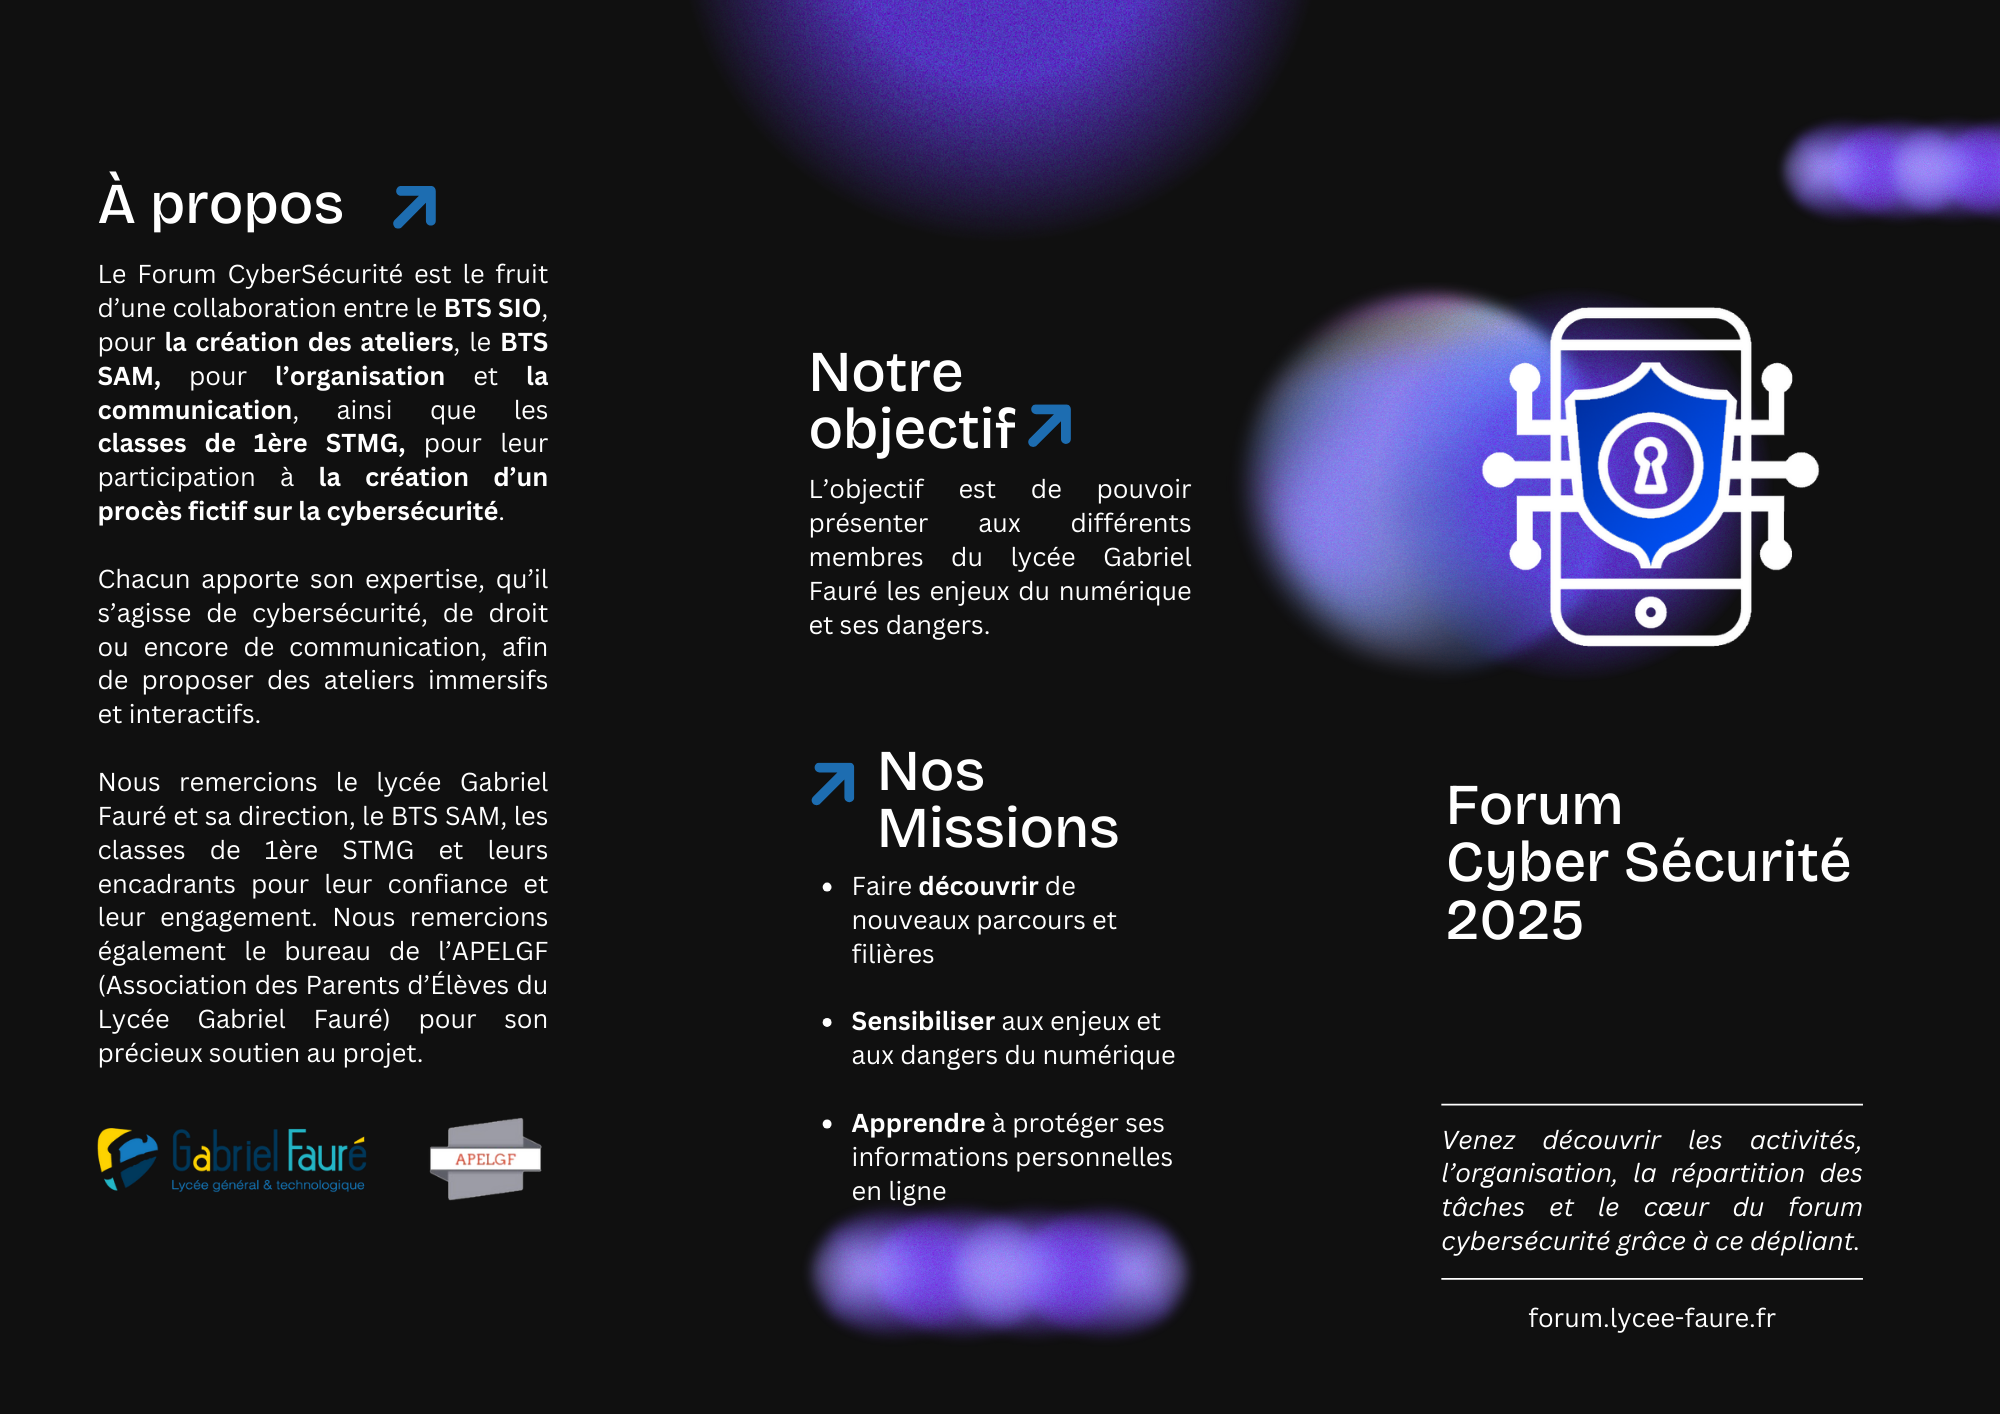 À propos
Le Forum CyberSécurité est le fruit
d’une collaboration entre le BTS SIO,
pour la création des ateliers, le BTS
SAM, pour l’organisation et la
communication, ainsi que les
classes de 1ère STMG, pour leur
participation à la création d’un
procès fictif sur la cybersécurité.
Chacun apporte son expertise, qu’il
s’agisse de cybersécurité, de droit
ou encore de communication, afin
de proposer des ateliers immersifs
et interactifs.
Nous remercions le lycée Gabriel
Fauré et sa direction, le BTS SAM, les
classes de 1ère STMG et leurs
encadrants pour leur confiance et
leur engagement. Nous remercions
également le bureau de l’APELGF
(Association des Parents d’Élèves du
Lycée Gabriel Fauré) pour son
précieux soutien au projet.
Gabriel Fauré
Lycée général & technologique
APELGF
Notre
objectif
L’objectif est de pouvoir
présenter aux différents
membres du lycée Gabriel
Fauré les enjeux du numérique
et ses dangers.
Nos
Missions
• Faire découvrir de
nouveaux parcours et
filières
• Sensibiliser aux enjeux et
aux dangers du numérique
• Apprendre à protéger ses
informations personnelles
en ligne
Forum
Cyber Sécurité
2025
Venez découvrir les activités,
l’organisation, la répartition des
tâches et le cœur du forum
cybersécurité grâce à ce dépliant.
forum.lycee-faure.fr